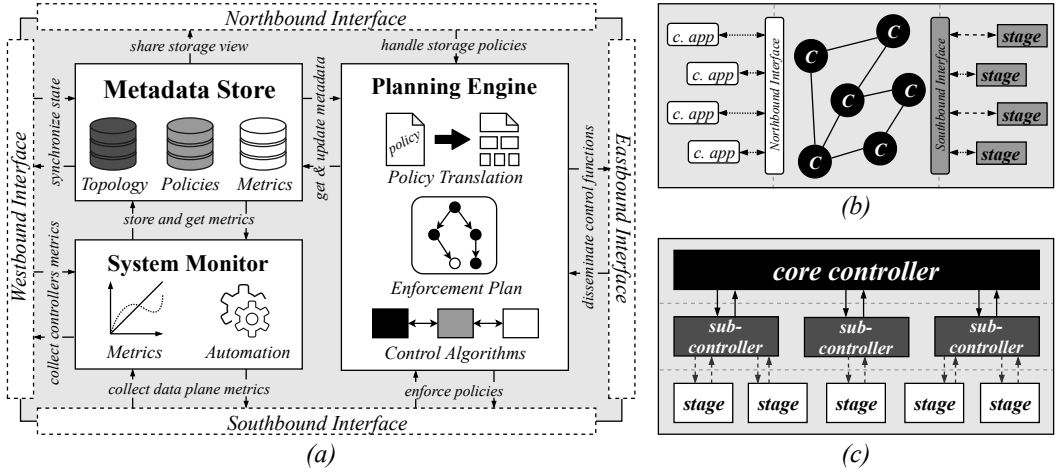 Northbound Interface
share storage view
handle storage policies
Metadata Store
Topology
Policies
Metrics
synchronize state
get & update metadata
Planning Engine
policy
Policy Translation
Enforcement Plan
Control Algorithms
store and get metrics
System Monitor
Metrics
Automation
Westbound Interface
collect controllers metrics
disseminate control functions
Eastbound Interface
collect data plane metrics
enforce policies
Southbound Interface
(a)
c. app
c. app
c. app
c. app
Northbound Interface
C
C
C
C
C
C
Southbound Interface
stage
stage
stage
stage
(b)
core controller
sub-
controller
sub-
controller
sub-
controller
stage
stage
stage
stage
stage
(c)